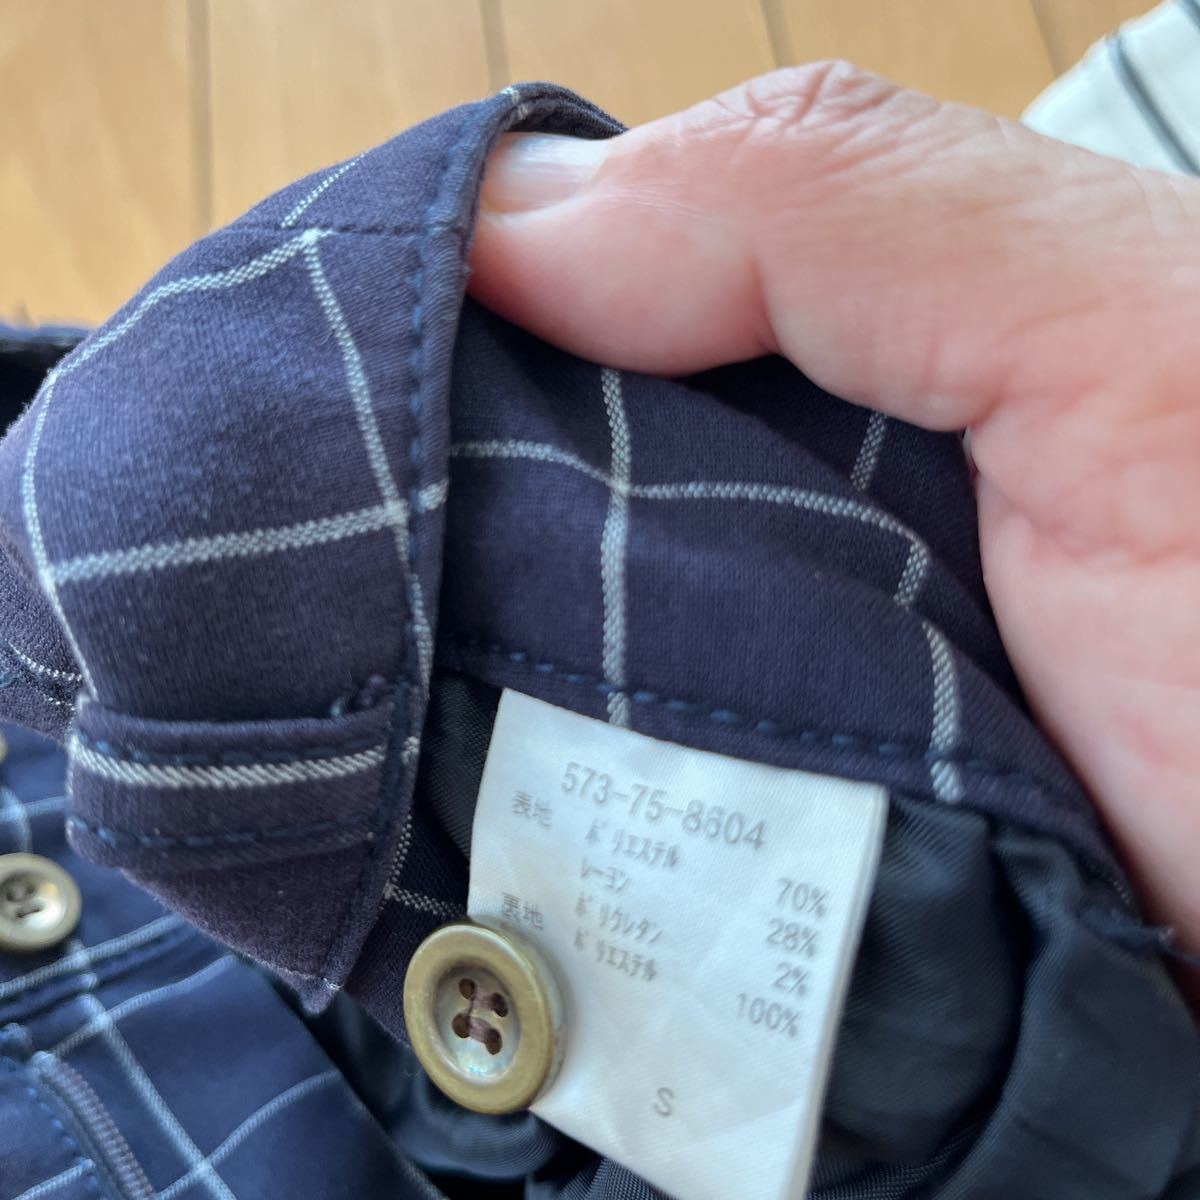 573-75-8604
表地 ポリエステル 70%
レーヨン 28%
ポリウレタン 2%
裏地 ポリエステル 100%
S